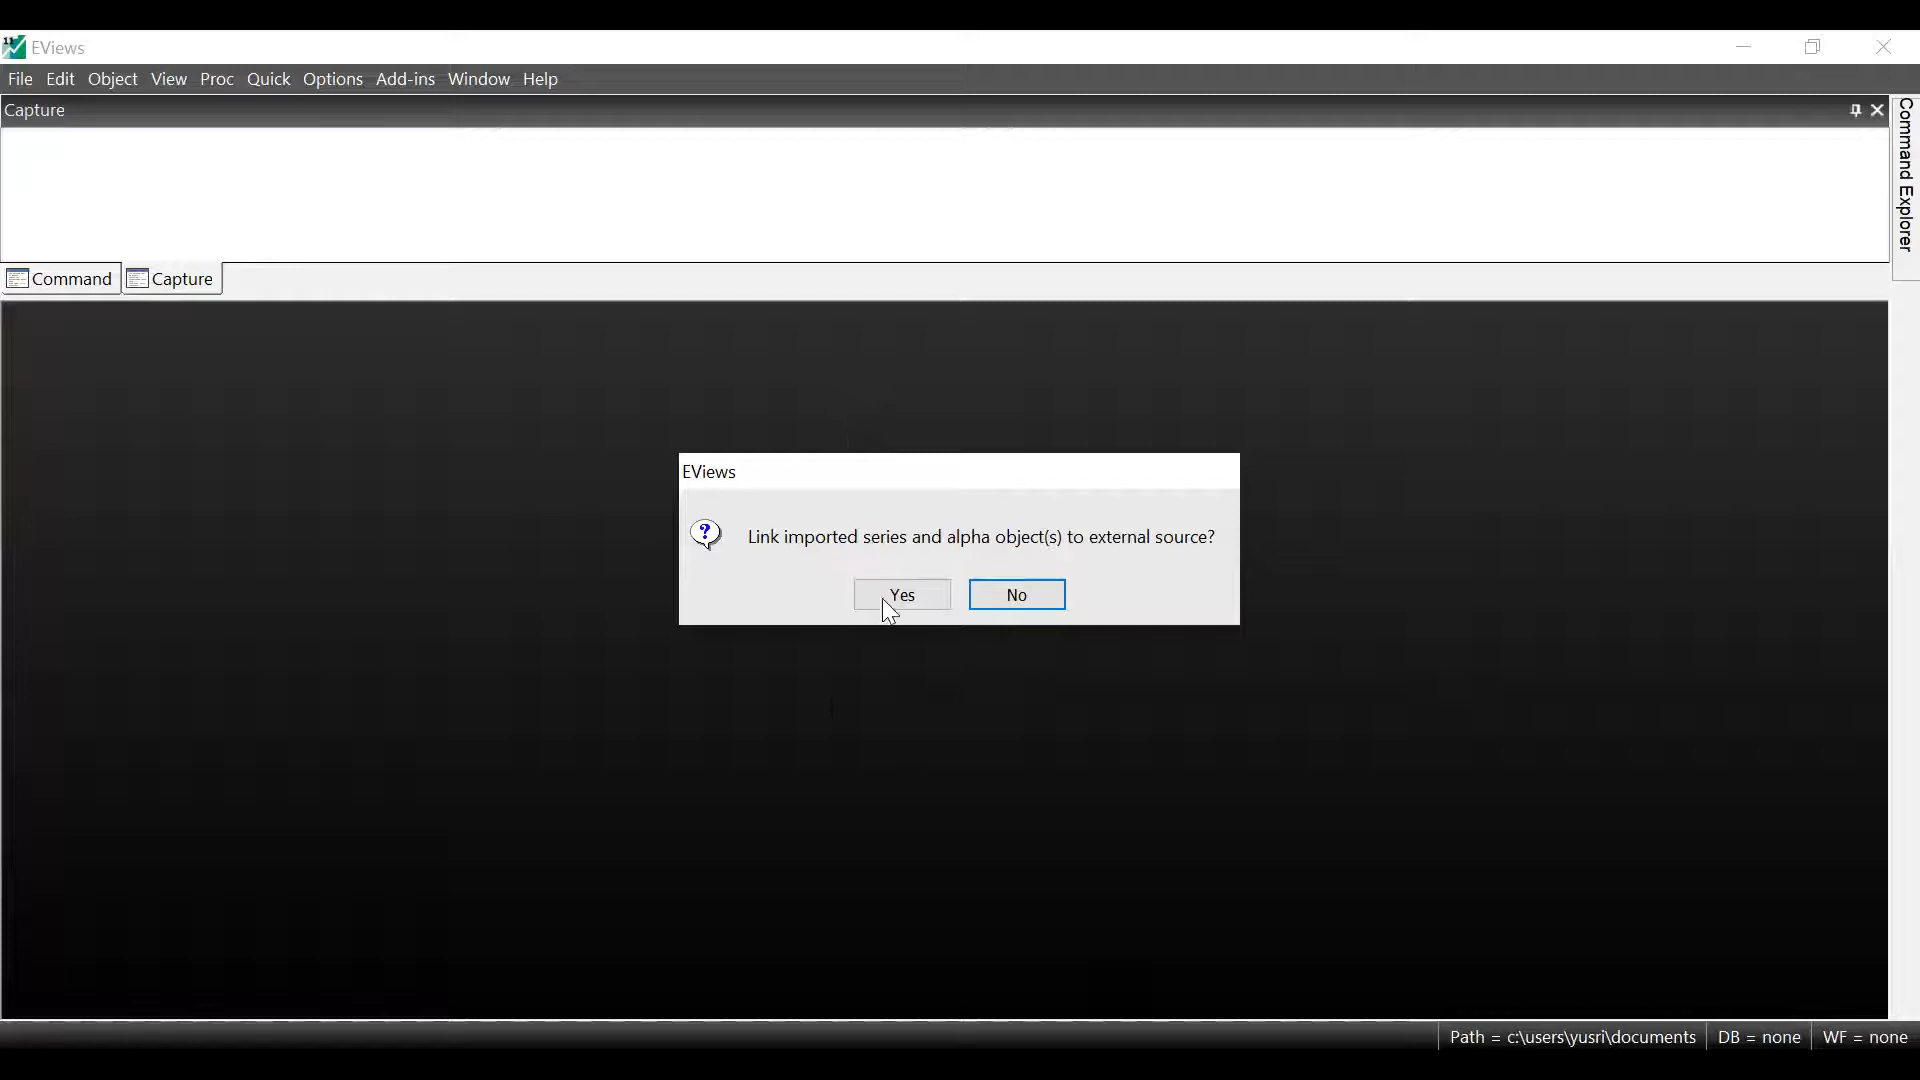 EViews
File Edit Object View Proc Quick Options Add-ins Window Help
Capture
Command Explorer
Command Capture
EViews
? Link imported series and alpha object(s) to external source?
Yes No
Path = c:\users\yusri\documents DB = none WF = none